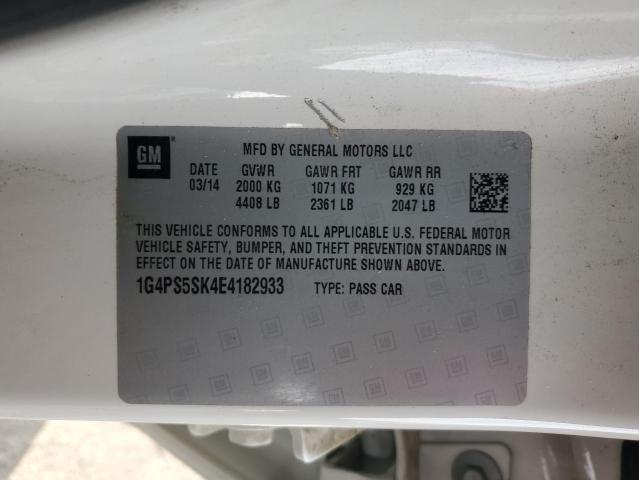 GM
MFD BY GENERAL MOTORS LLC
DATE GVWR GAWR FRT GAWR RR
03/14 2000 KG 1071 KG 929 KG
4408 LB 2361 LB 2047 LB
THIS VEHICLE CONFORMS TO ALL APPLICABLE U.S. FEDERAL MOTOR
VEHICLE SAFETY, BUMPER, AND THEFT PREVENTION STANDARDS IN
EFFECT ON THE DATE OF MANUFACTURE SHOWN ABOVE.
1G4PS5SK4E4182933 TYPE: PASS CAR